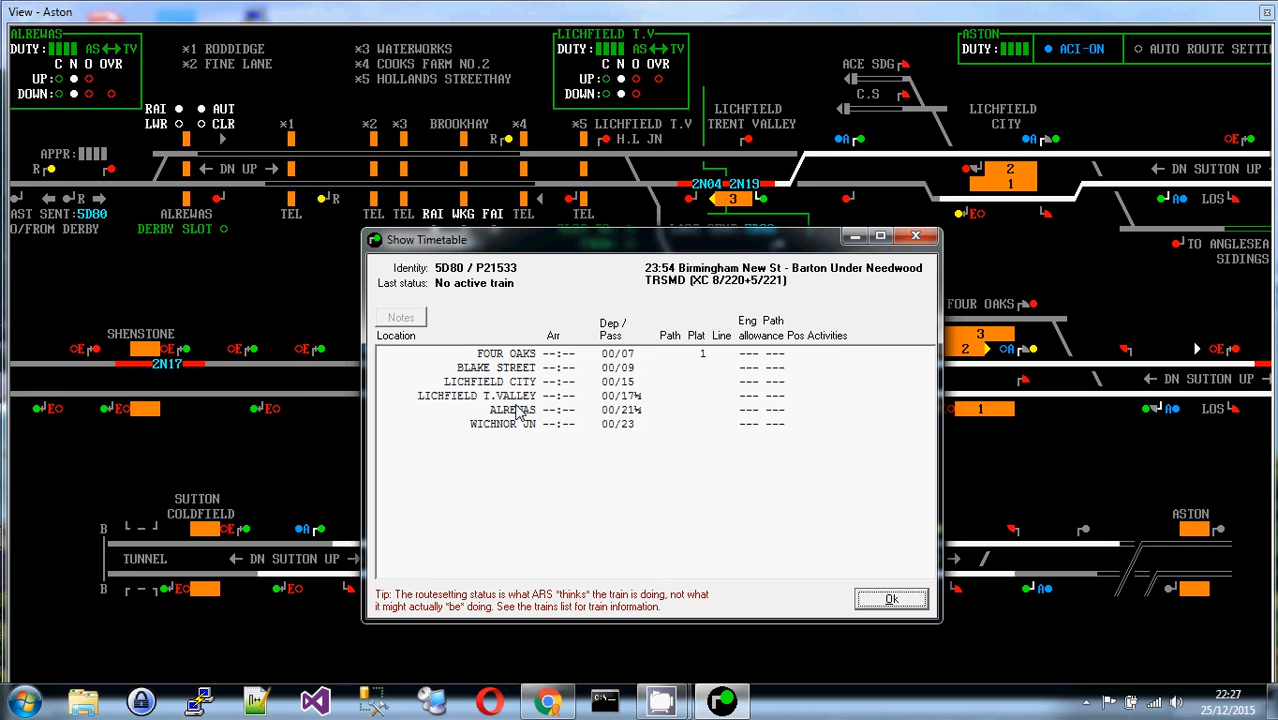 View - Aston
ALREWAS
DUTY: AS TV
C N O OVR
UP:
DOWN:
*1 RODDIDGE
*2 FINE LANE
*3 WATERWORKS
*4 COOKS FARM NO.2
*5 HOLLANDS STREETHAY
LICHFIELD T.V
DUTY: AS TV
C N O OVR
UP:
DOWN:
ASTON
DUTY: ACI-ON AUTO ROUTE SETTI
ACE SDG
C.S
RAI AUT
LWR CLR
*1 *2 *3 BROOKHAY *4 *5 LICHFIELD T.V
H.L JN
LICHFIELD
TRENT VALLEY
LICHFIELD
CITY
APPR:
R
R
DN UP
2N04 2N19
3
2
1
DN SUTTON UP
A A E
R R
AST SENT:5D80
O/FROM DERBY
ALREWAS
DERBY SLOT
TEL TEL TEL RAI WKG FAI TEL TEL
E A LOS
TO ANGLESEA
SIDINGS
SHENSTONE
E E E E
2N17
E E
FOUR OAKS
3
2 A E
DN SUTTON UP
1 A LOS
Show Timetable
Identity: 5D80 / P21533
Last status: No active train
23:54 Birmingham New St - Barton Under Needwood
TRSMD (XC 8/220+5/221)
Notes
Location Arr Dep / Pass Path Plat Line Eng allowance Path Pos Activities
FOUR OAKS --:-- 00/07 1 --- ---
BLAKE STREET --:-- 00/09 --- ---
LICHFIELD CITY --:-- 00/15 --- ---
LICHFIELD T.VALLEY --:-- 00/17½ --- ---
ALREWAS --:-- 00/21½ --- ---
WICHNOR JN --:-- 00/23 --- ---
Tip: The routesetting status is what ARS *thinks* the train is doing, not what
it might actually *be* doing. See the trains list for train information.
Ok
SUTTON
COLDFIELD
B E A
TUNNEL DN SUTTON UP
B E E
ASTON
A
22:27
25/12/2015